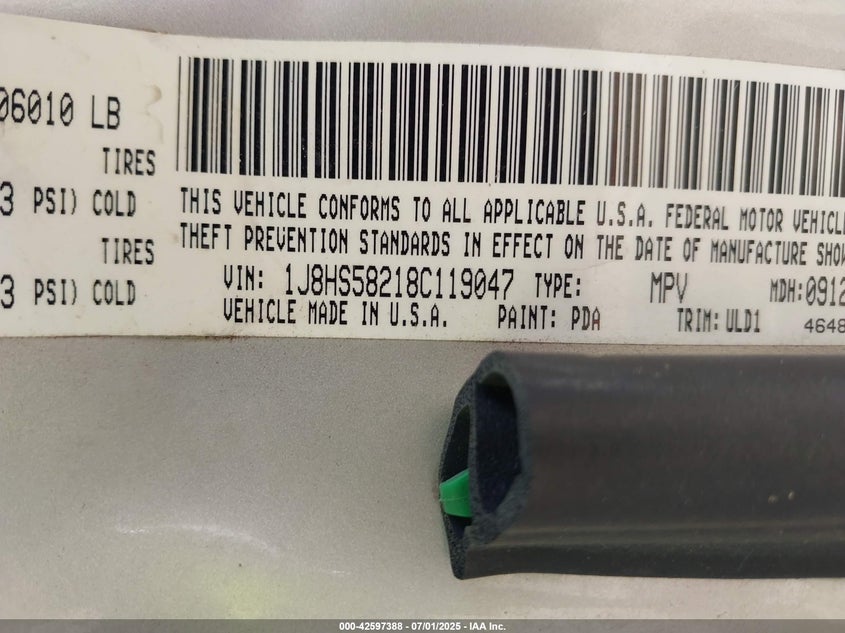 06010 LB
TIRES
3 PSI) COLD
TIRES
3 PSI) COLD
THIS VEHICLE CONFORMS TO ALL APPLICABLE U.S.A. FEDERAL MOTOR VEHICLE
THEFT PREVENTION STANDARDS IN EFFECT ON THE DATE OF MANUFACTURE SHOW
VIN: 1J8HS58218C119047 TYPE: MPV MDH:0912
VEHICLE MADE IN U.S.A. PAINT: PDA TRIM: ULD1 4648
000-42597388 - 07/01/2025 - IAA Inc.